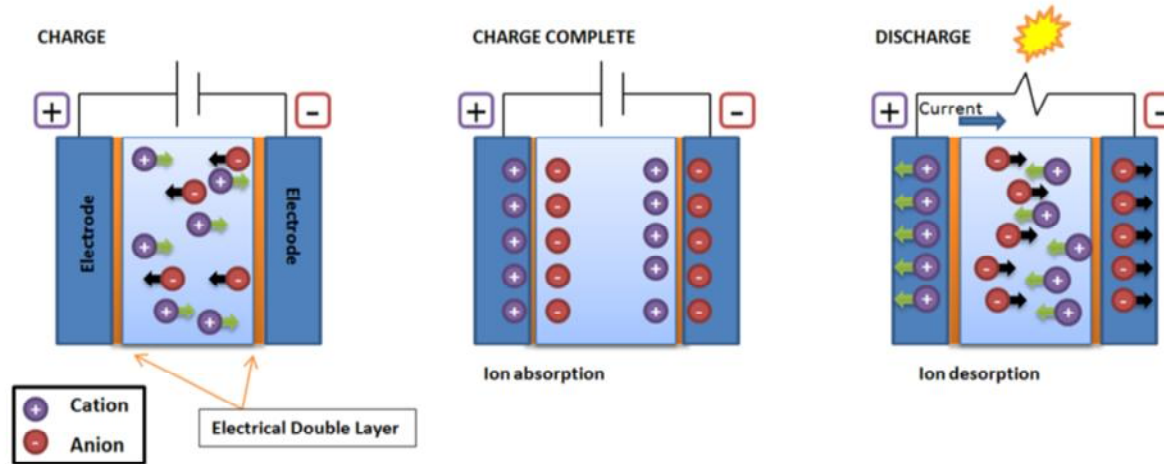 CHARGE
CHARGE COMPLETE
DISCHARGE
+
-
+
-
+
Current
-
Electrode
Electrode
Ion absorption
Ion desorption
+ Cation
- Anion
Electrical Double Layer